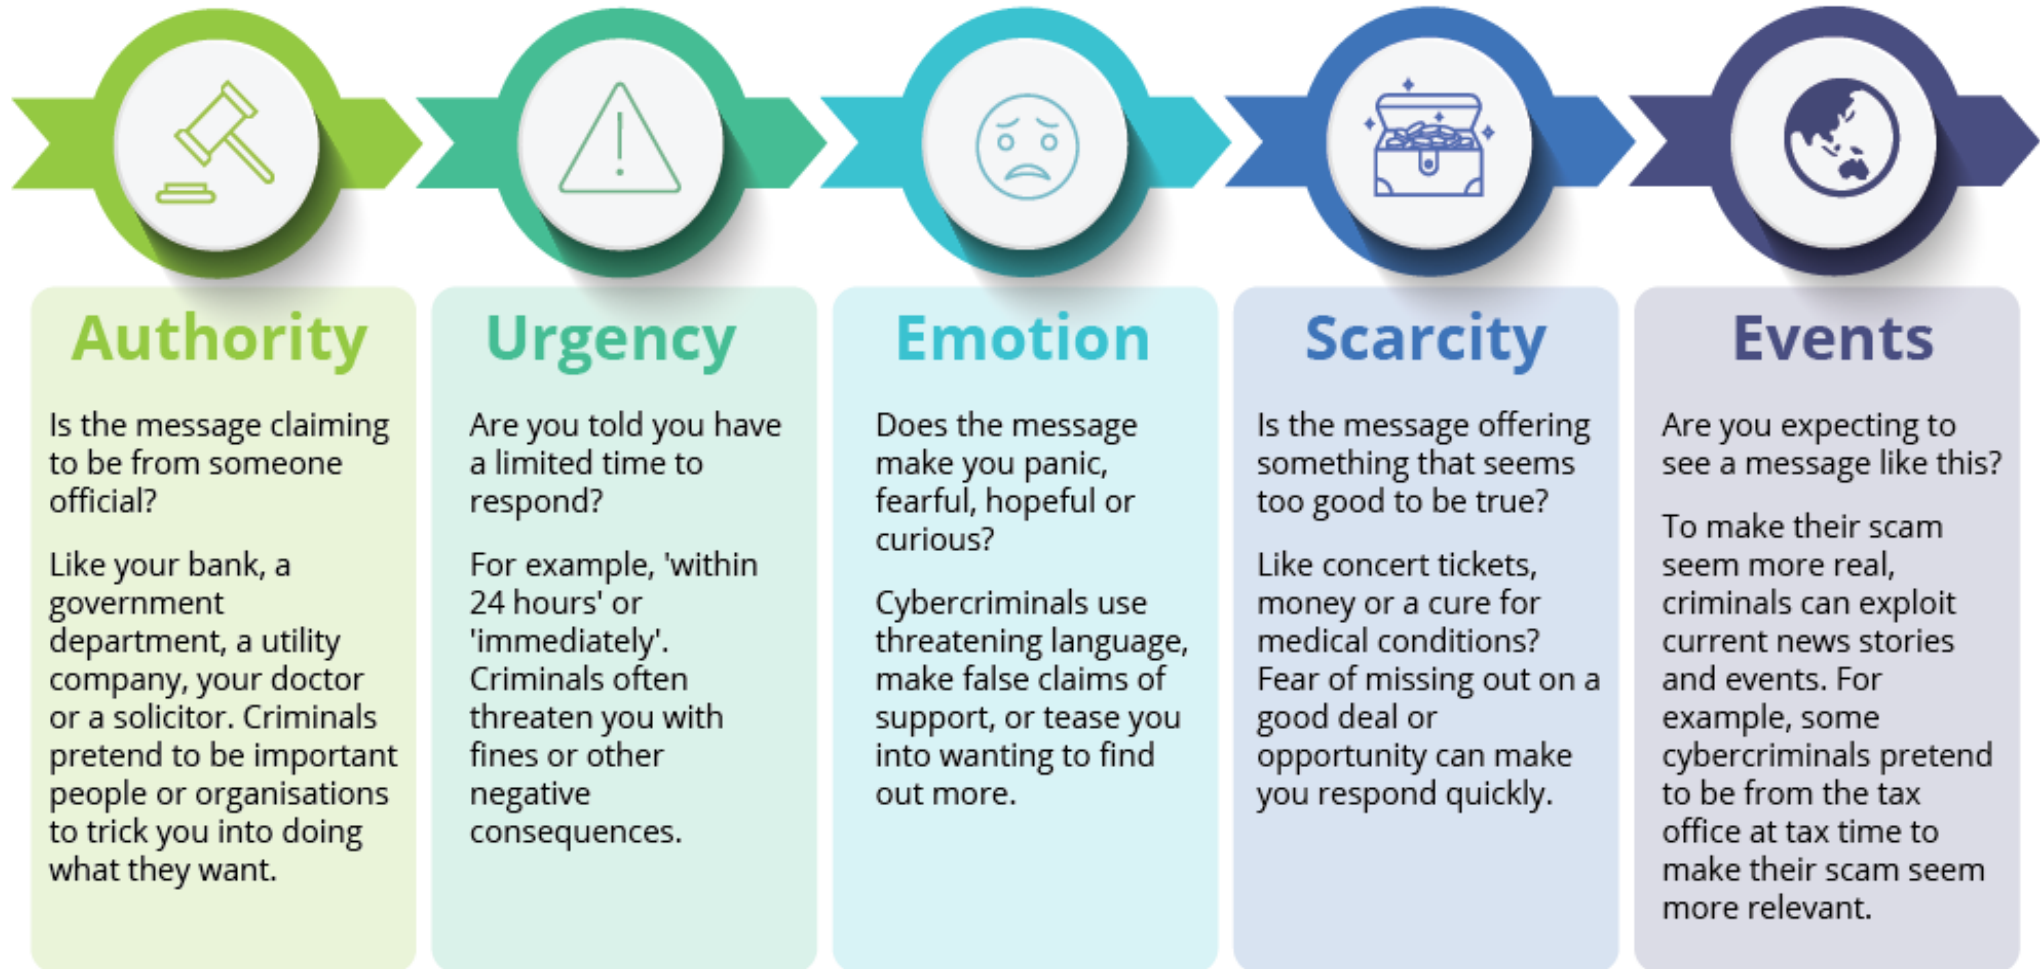 Authority
Is the message claiming
to be from someone
official?
Like your bank, a
government
department, a utility
company, your doctor
or a solicitor. Criminals
pretend to be important
people or organisations
to trick you into doing
what they want.
Urgency
Are you told you have
a limited time to
respond?
For example, 'within
24 hours' or
'immediately'.
Criminals often
threaten you with
fines or other
negative
consequences.
Emotion
Does the message
make you panic,
fearful, hopeful or
curious?
Cybercriminals use
threatening language,
make false claims of
support, or tease you
into wanting to find
out more.
Scarcity
Is the message offering
something that seems
too good to be true?
Like concert tickets,
money or a cure for
medical conditions?
Fear of missing out on a
good deal or
opportunity can make
you respond quickly.
Events
Are you expecting to
see a message like this?
To make their scam
seem more real,
criminals can exploit
current news stories
and events. For
example, some
cybercriminals pretend
to be from the tax
office at tax time to
make their scam seem
more relevant.